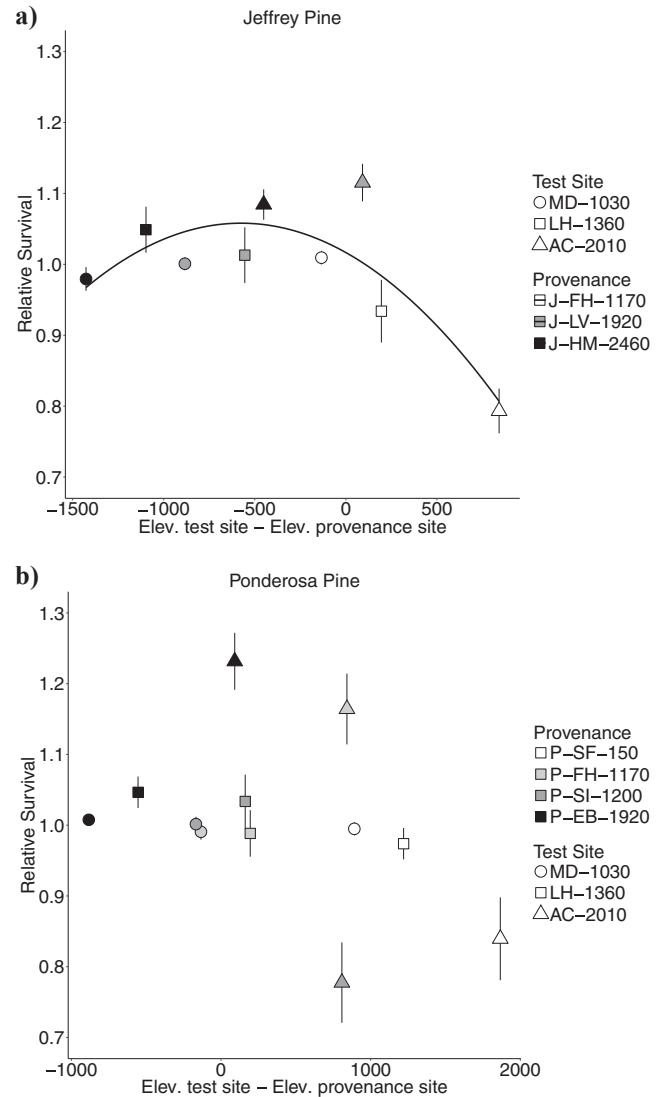 a)
Jeffrey Pine
1.3
1.2
1.1
1.0
0.9
0.8
0.7
Relative Survival
−1500
−1000
−500
0
500
Elev. test site − Elev. provenance site
Test Site
MD−1030
LH−1360
AC−2010
Provenance
J−FH−1170
J−LV−1920
J−HM−2460
b)
Ponderosa Pine
1.3
1.2
1.1
1.0
0.9
0.8
0.7
Relative Survival
−1000
0
1000
2000
Elev. test site − Elev. provenance site
Provenance
P−SF−150
P−FH−1170
P−SI−1200
P−EB−1920
Test Site
MD−1030
LH−1360
AC−2010